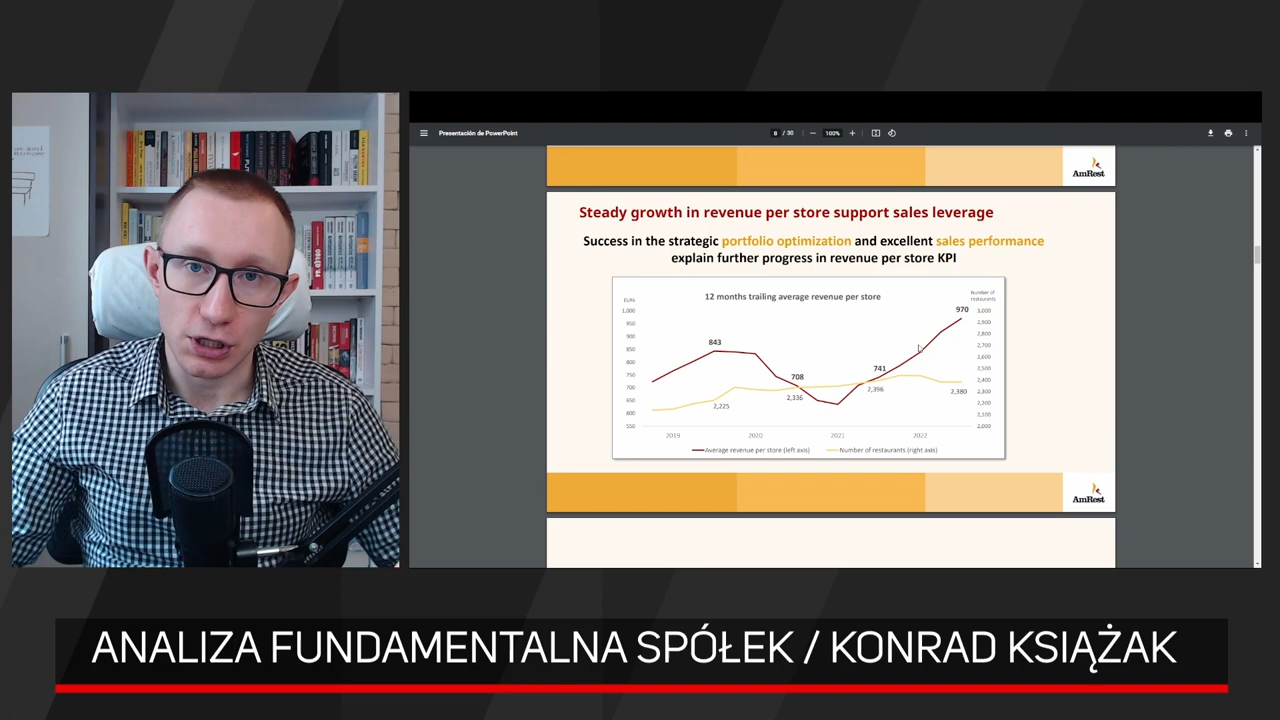 Presentación de PowerPoint
8 / 30
100%
AmRest
Steady growth in revenue per store support sales leverage
Success in the strategic portfolio optimization and excellent sales performance
explain further progress in revenue per store KPI
12 months trailing average revenue per store
EURk
Number of
restaurants
1,000
950
900
850
800
750
700
650
600
550
3,000
2,900
2,800
2,700
2,600
2,500
2,400
2,300
2,200
2,100
2,000
843
708
741
970
2,225
2,336
2,396
2,380
2019
2020
2021
2022
Average revenue per store (left axis)
Number of restaurants (right axis)
AmRest
ANALIZA FUNDAMENTALNA SPÓŁEK / KONRAD KSIĄŻAK